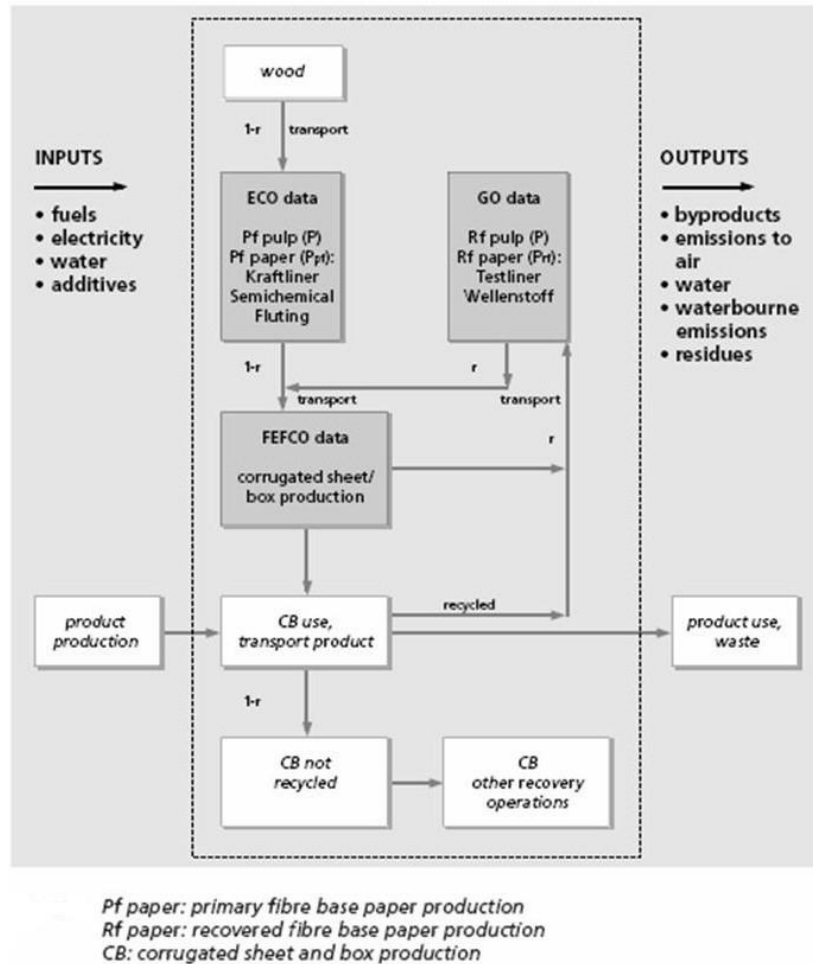 wood
1-r
transport
INPUTS
• fuels
• electricity
• water
• additives
ECO data
Pf pulp (P)
Pf paper (Ppf):
Kraftliner
Semichemical
Fluting
GO data
Rf pulp (P)
Rf paper (Prf):
Testliner
Wellenstoff
OUTPUTS
• byproducts
• emissions to
air
• water
• waterbourne
emissions
• residues
1-r
r
transport
transport
r
FEFCO data
corrugated sheet/
box production
product
production
CB use,
transport product
recycled
product use,
waste
1-r
CB not
recycled
CB
other recovery
operations
Pf paper: primary fibre base paper production
Rf paper: recovered fibre base paper production
CB: corrugated sheet and box production